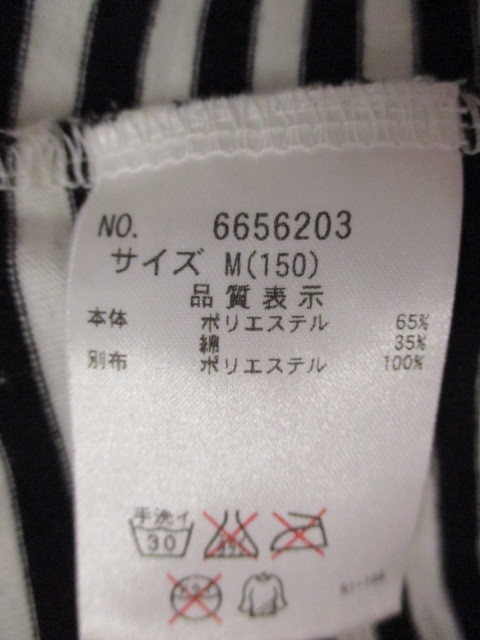 NO. 6656203
サイズ M(150)
品質表示
本体 ポリエステル 65%
綿 35%
別布 ポリエステル 100%
手洗イ
30